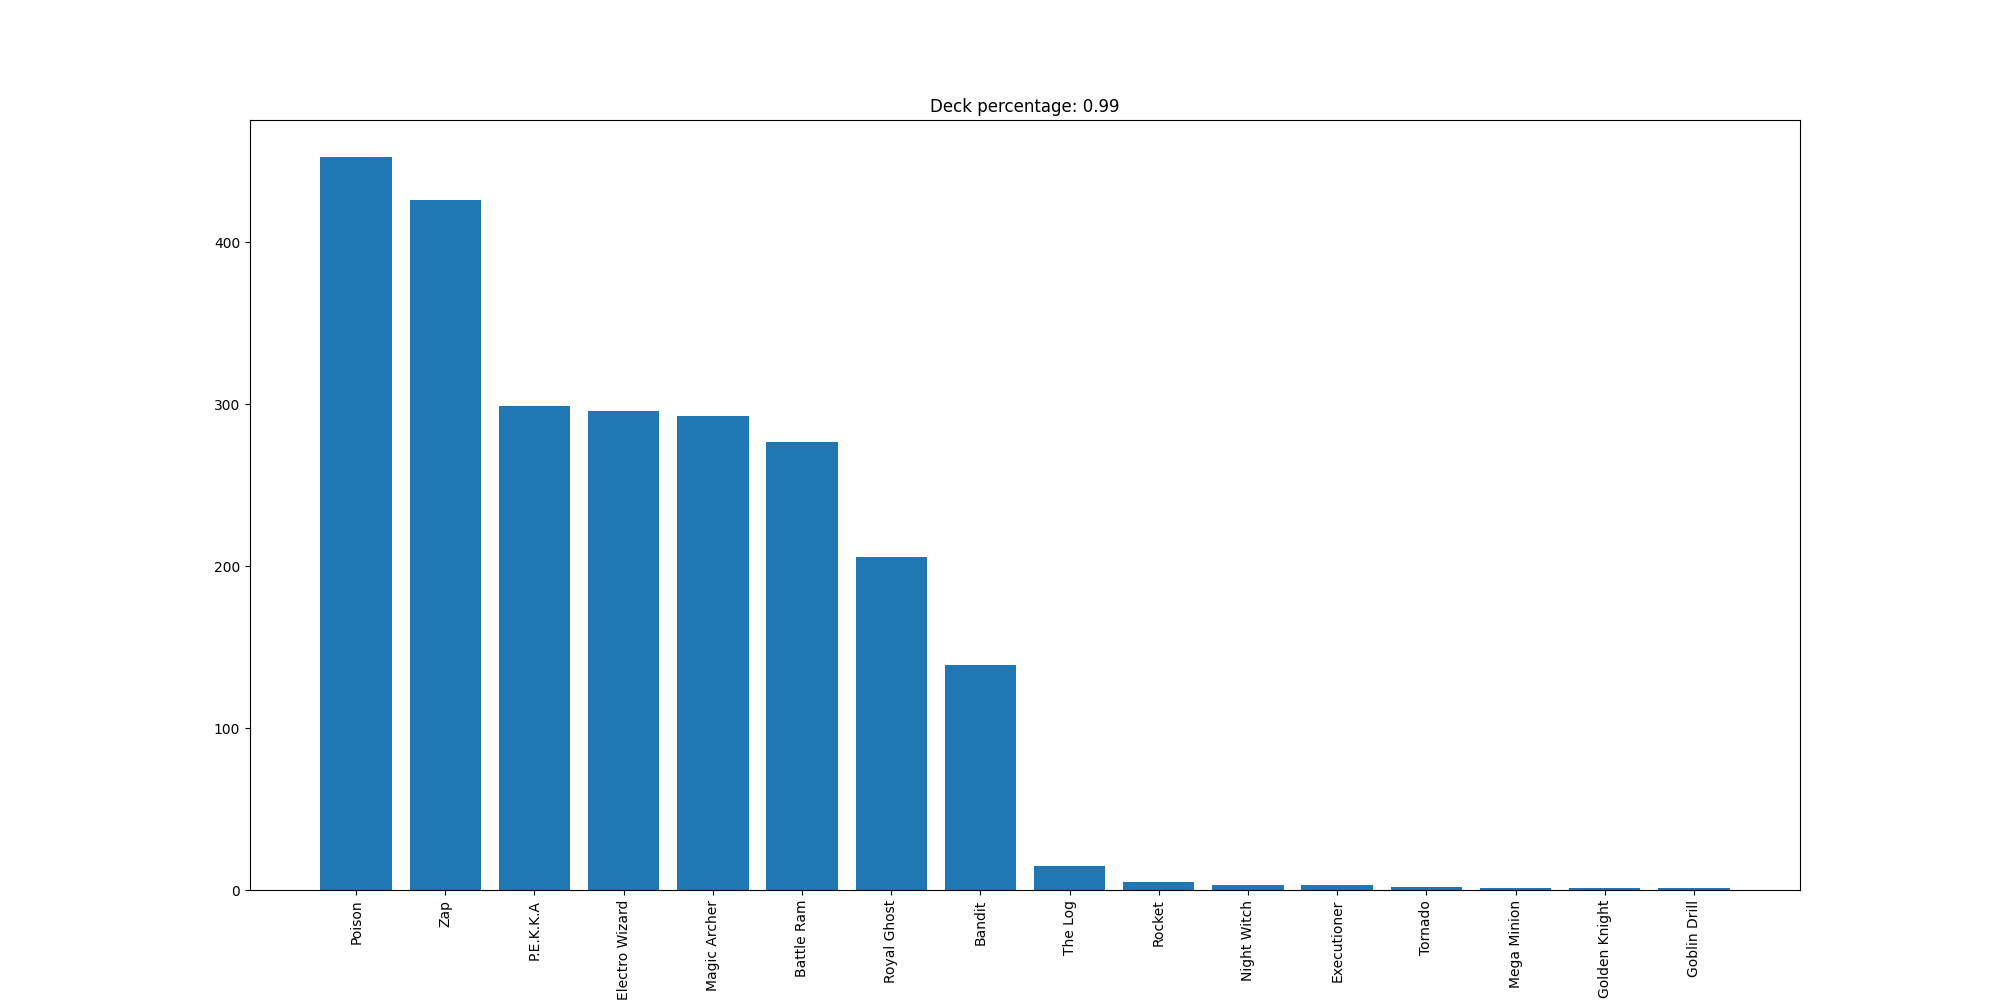 Deck percentage: 0.99
400
300
200
100
0
Poison
Zap
P.E.K.K.A
Electro Wizard
Magic Archer
Battle Ram
Royal Ghost
Bandit
The Log
Rocket
Night Witch
Executioner
Tornado
Mega Minion
Golden Knight
Goblin Drill